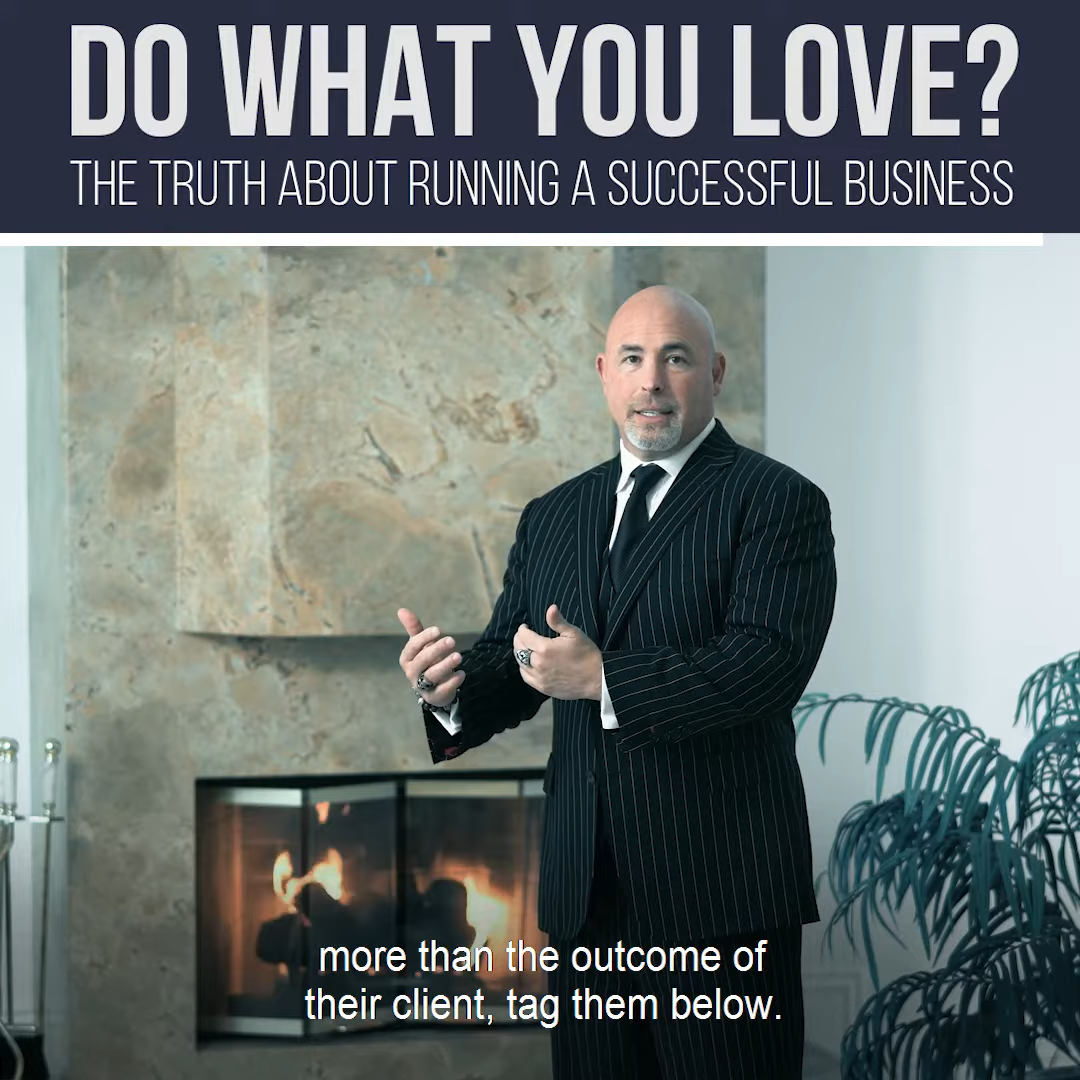 DO WHAT YOU LOVE?
THE TRUTH ABOUT RUNNING A SUCCESSFUL BUSINESS
more than the outcome of
their client, tag them below.